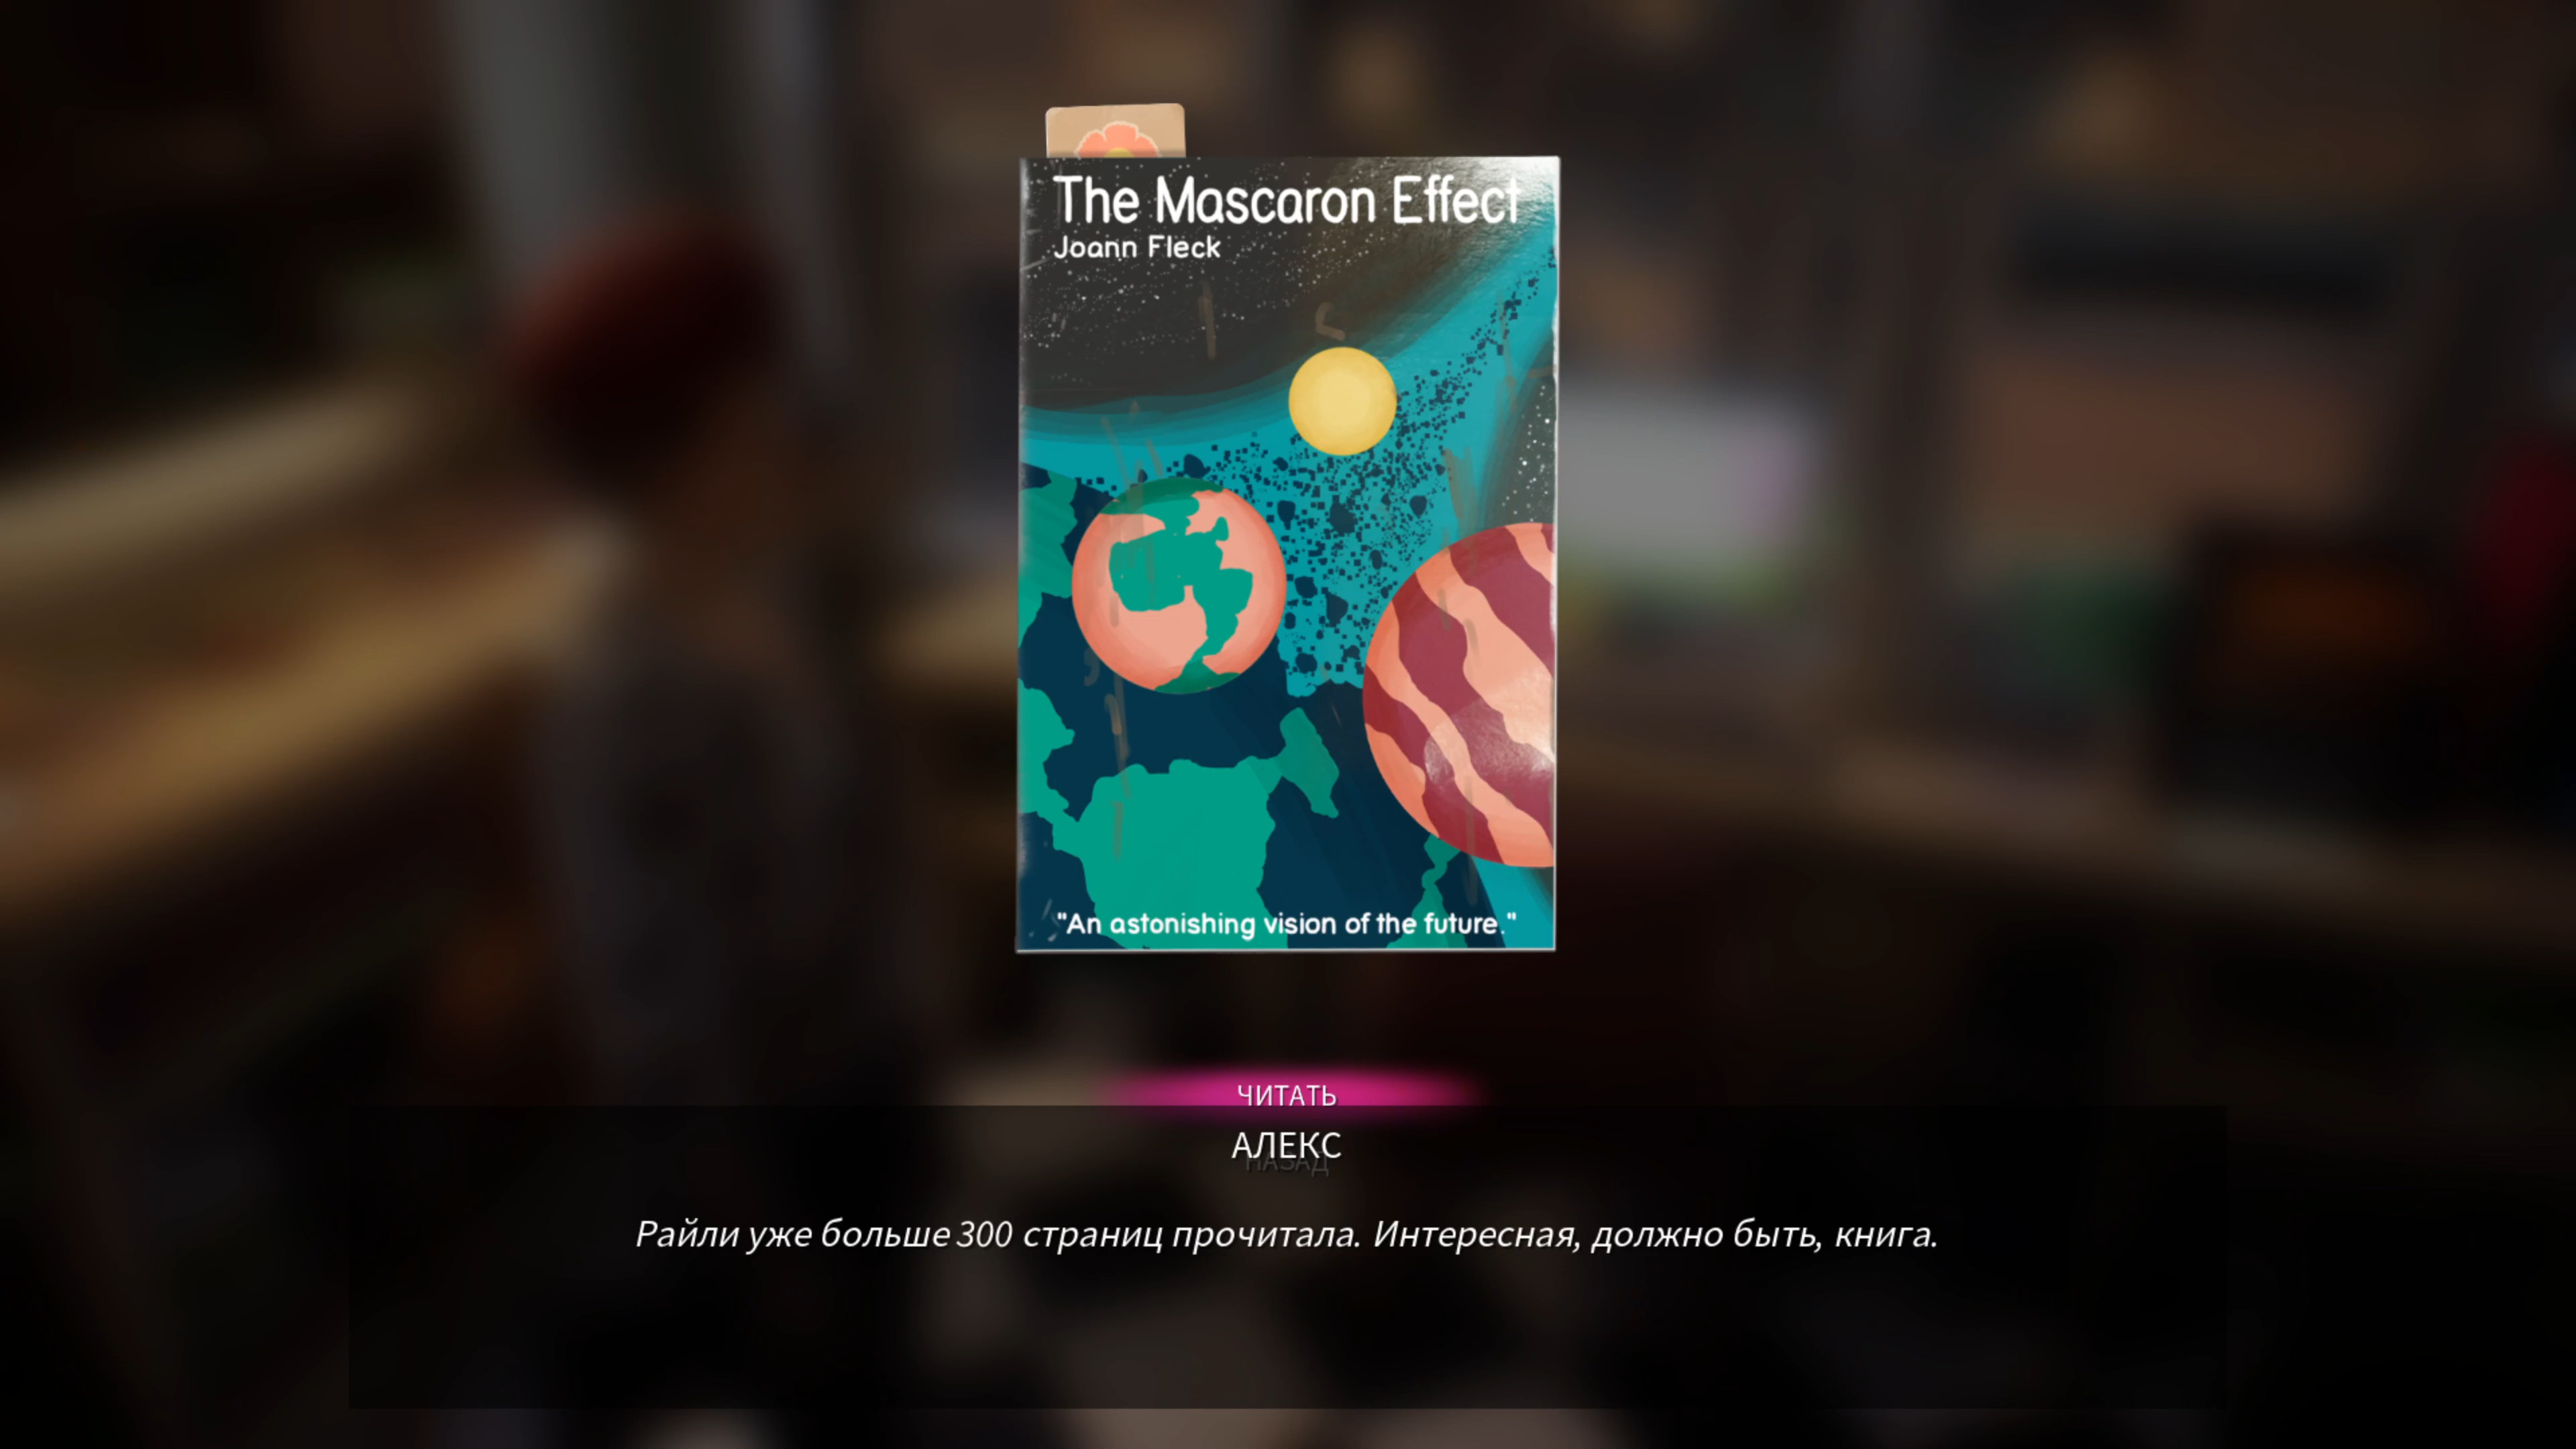 The Mascaron Effect
Joann Fleck
"An astonishing vision of the future."
ЧИТАТЬ
АЛЕКС
НАЗАД
Райли уже больше 300 страниц прочитала. Интересная, должно быть, книга.